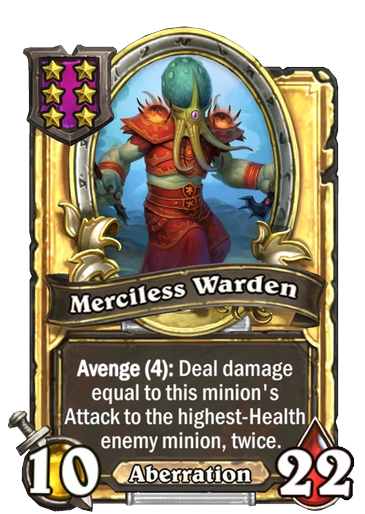 Merciless Warden
Avenge (4): Deal damage
equal to this minion's
Attack to the highest-Health
enemy minion, twice.
10
Aberration
22